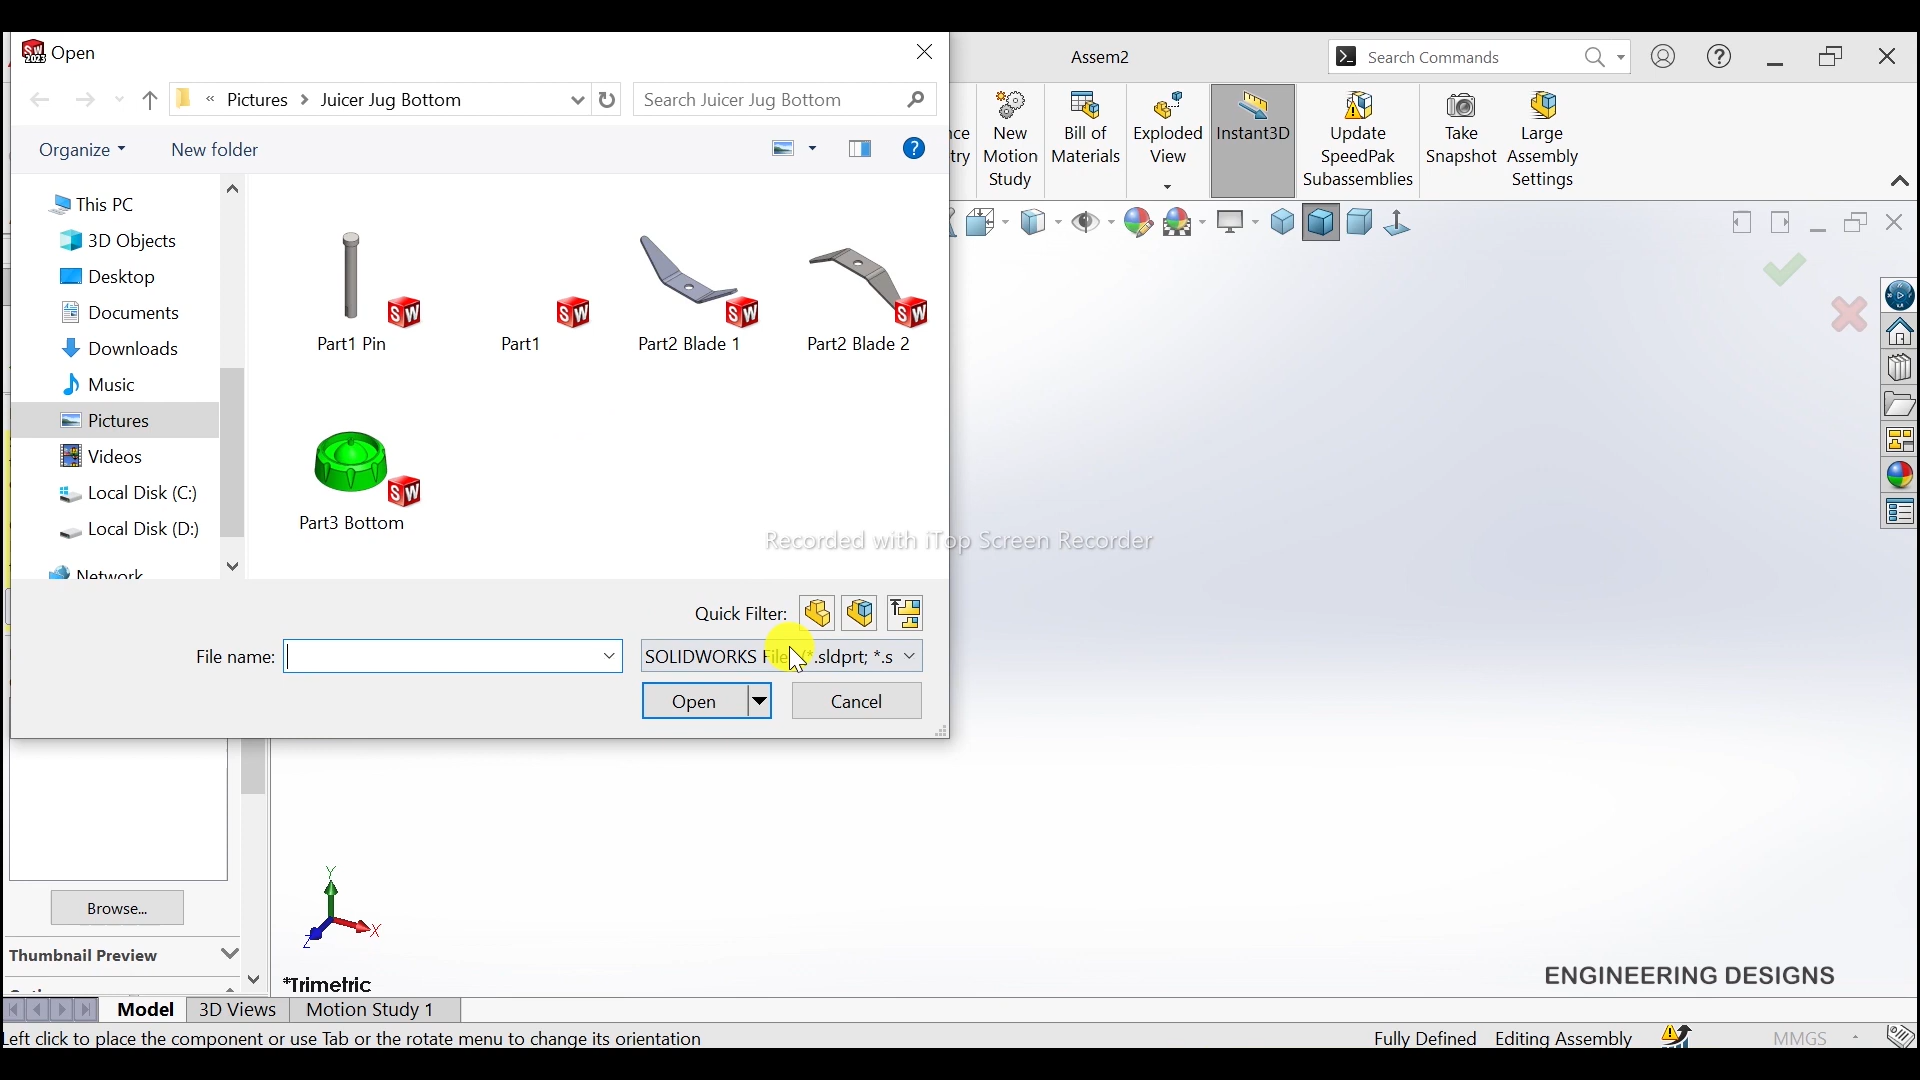 Open
Assem2
Search Commands
« Pictures > Juicer Jug Bottom
Search Juicer Jug Bottom
Organize
New folder
New
Motion
Study
Bill of
Materials
Exploded
View
Instant3D
Update
SpeedPak
Subassemblies
Take
Snapshot
Large
Assembly
Settings
This PC
3D Objects
Desktop
Documents
Downloads
Music
Pictures
Videos
Local Disk (C:)
Local Disk (D:)
Network
Part1 Pin
Part1
Part2 Blade 1
Part2 Blade 2
Part3 Bottom
Recorded with iTop Screen Recorder
Quick Filter:
File name:
SOLIDWORKS File (*.sldprt; *.s
Open
Cancel
Browse...
Thumbnail Preview
Y
X
Z
*Trimetric
ENGINEERING DESIGNS
Model
3D Views
Motion Study 1
Left click to place the component or use Tab or the rotate menu to change its orientation
Fully Defined
Editing Assembly
MMGS